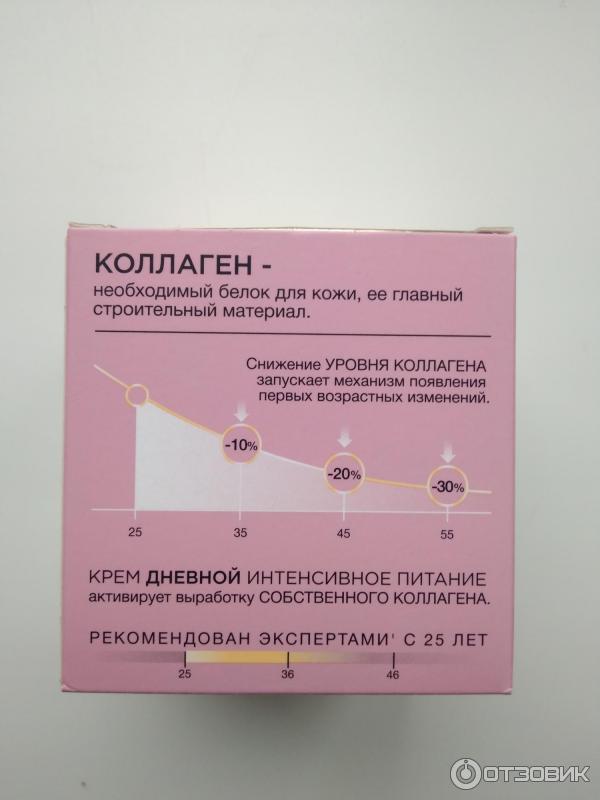 КОЛЛАГЕН -
необходимый белок для кожи, ее главный
строительный материал.
Снижение УРОВНЯ КОЛЛАГЕНА
запускает механизм появления
первых возрастных изменений.
-10%
-20%
-30%
25 35 45 55
КРЕМ ДНЕВНОЙ ИНТЕНСИВНОЕ ПИТАНИЕ
активирует выработку СОБСТВЕННОГО КОЛЛАГЕНА.
РЕКОМЕНДОВАН ЭКСПЕРТАМИ¹ С 25 ЛЕТ
25 36 46
ОТЗОВИК